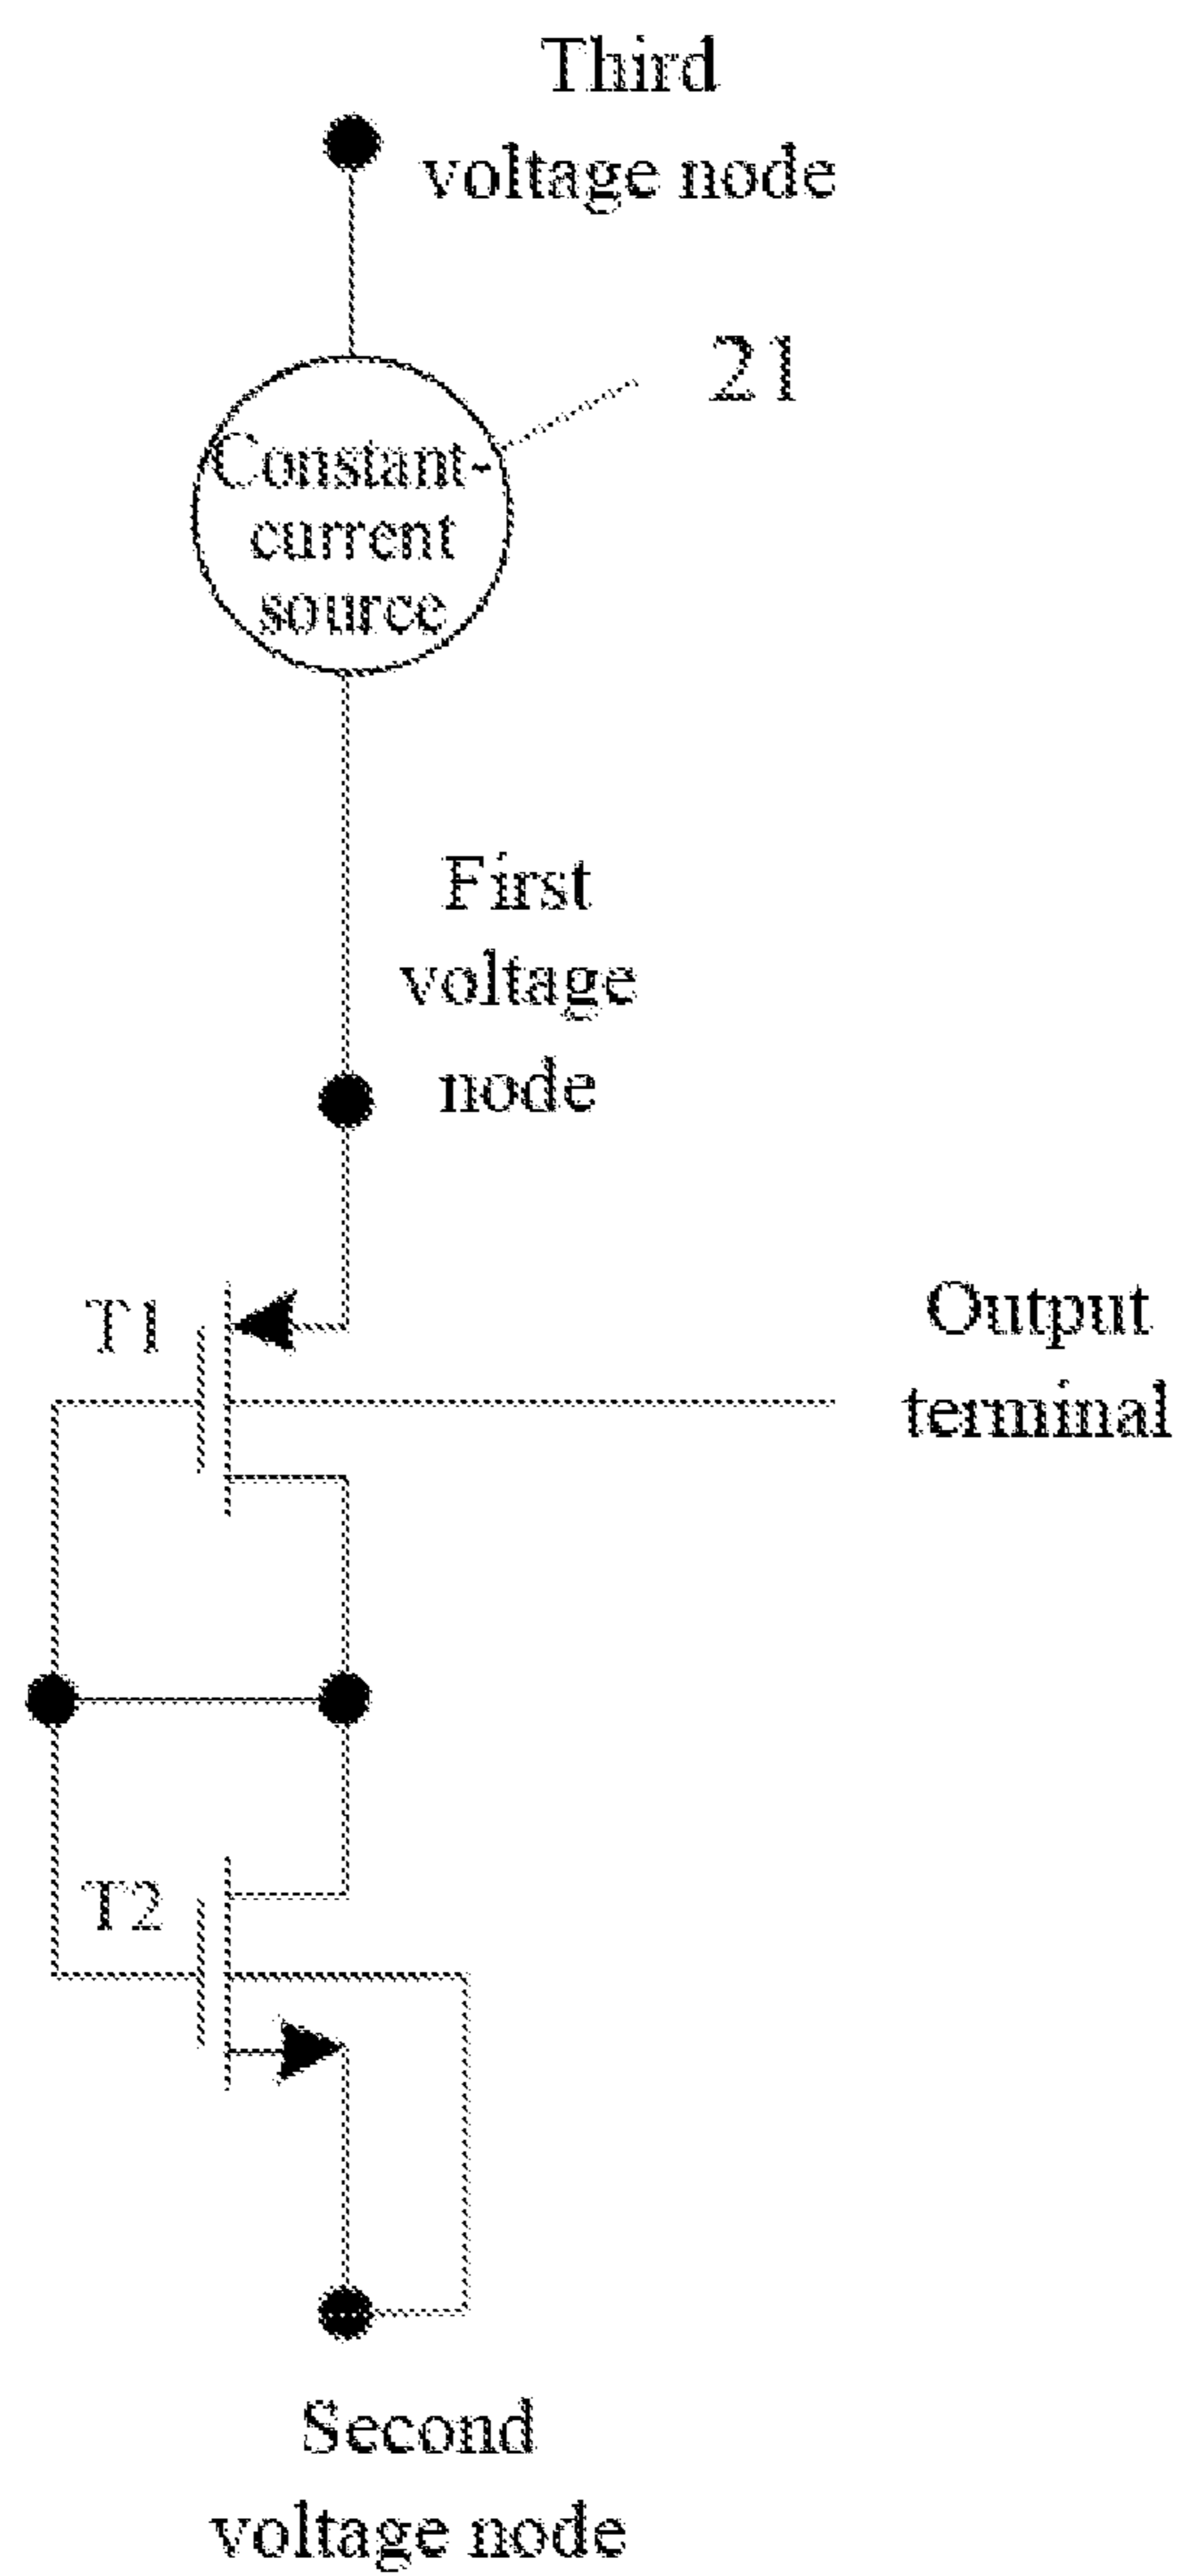 Third
voltage node
21
Constant-
current
source
First
voltage
node
T1
Output
terminal
T2
Second
voltage node